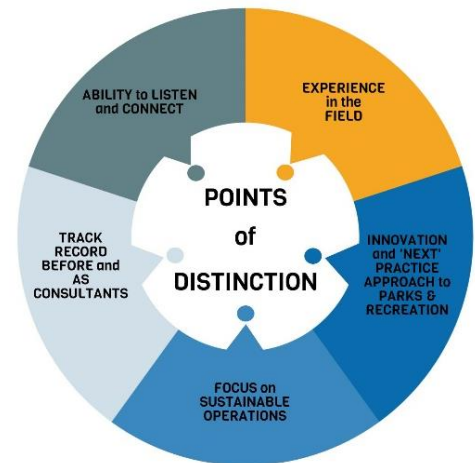 ABILITY to LISTEN
and CONNECT
EXPERIENCE
in the
FIELD
POINTS
of
DISTINCTION
TRACK
RECORD
BEFORE and
AS
CONSULTANTS
INNOVATION
and 'NEXT'
PRACTICE
APPROACH to
PARKS &
RECREATION
FOCUS on
SUSTAINABLE
OPERATIONS